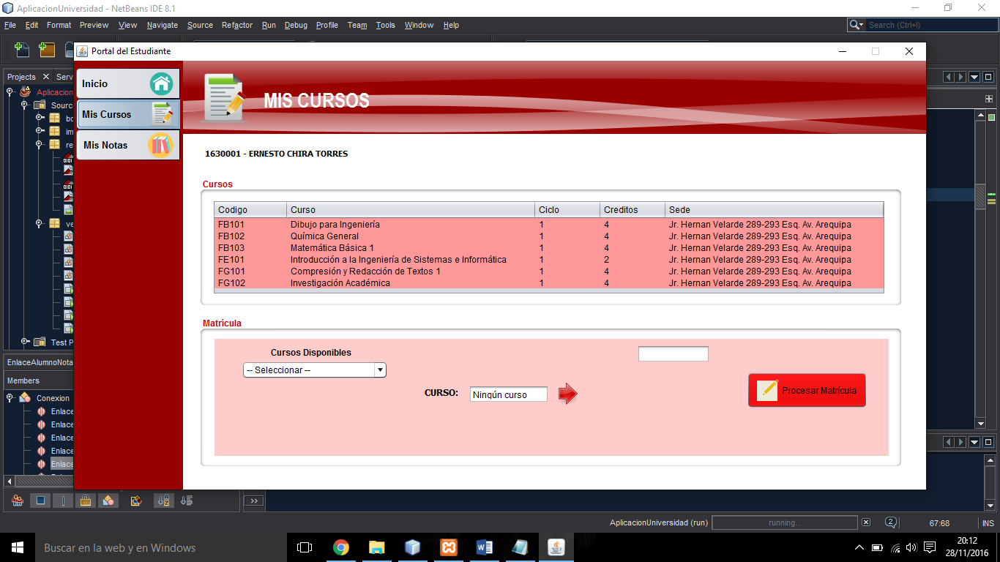 AplicacionUniversidad - NetBeans IDE 8.1
File Edit Format Preview View Navigate Source Refactor Run Debug Profile Team Tools Window Help
Search (Ctrl+I)
Portal del Estudiante
Projects
Serv
Aplicacion
Sourc
bo
im
re
ve
Test P
EnlaceAlumnoNota
Members
Conexion
Enlace
Enlace
Enlace
Enlace
Enlace
Inicio
Mis Cursos
Mis Notas
MIS CURSOS
1630001 - ERNESTO CHIRA TORRES
Cursos
Codigo Curso Ciclo Creditos Sede
FB101 Dibujo para Ingeniería 1 4 Jr. Hernan Velarde 289-293 Esq. Av. Arequipa
FB102 Química General 1 4 Jr. Hernan Velarde 289-293 Esq. Av. Arequipa
FB103 Matemática Básica 1 1 4 Jr. Hernan Velarde 289-293 Esq. Av. Arequipa
FE101 Introducción a la Ingeniería de Sistemas e Informática 1 2 Jr. Hernan Velarde 289-293 Esq. Av. Arequipa
FG101 Compresión y Redacción de Textos 1 1 4 Jr. Hernan Velarde 289-293 Esq. Av. Arequipa
FG102 Investigación Académica 1 4 Jr. Hernan Velarde 289-293 Esq. Av. Arequipa
Matrícula
Cursos Disponibles
-- Seleccionar --
CURSO: Ningún curso
Procesar Matrícula
AplicacionUniversidad (run)
running...
2
67:68
INS
Buscar en la web y en Windows
20:12
28/11/2016